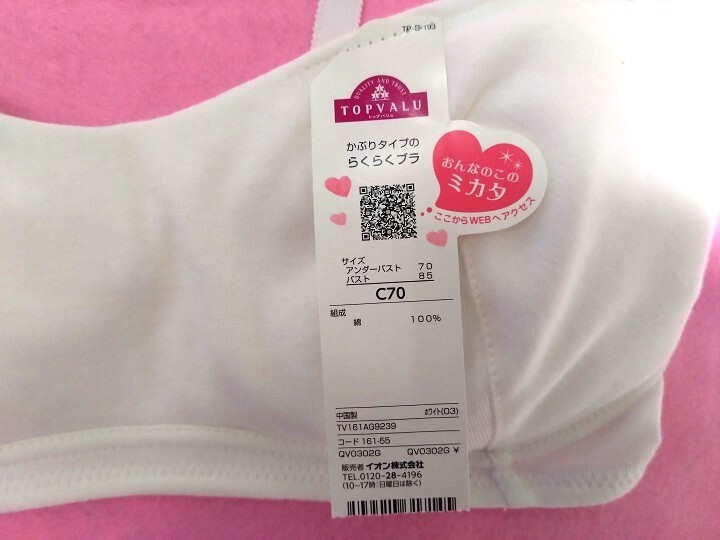 TP B-193
QUALITY AND TRUST
TOPVALU
トップバリュ
かぶりタイプの
らくらくブラ
おんなのこの
ミカタ
ここからWEBへアクセス
サイズ
アンダーバスト 70
バスト 85
C70
組成
綿 100%
中国製 ホワイト(03)
TV161AG9239
コード 161-55
QV0302G QV0302G ¥
販売者 イオン株式会社
TEL.0120-28-4196
(10~17時:日曜日は除く)